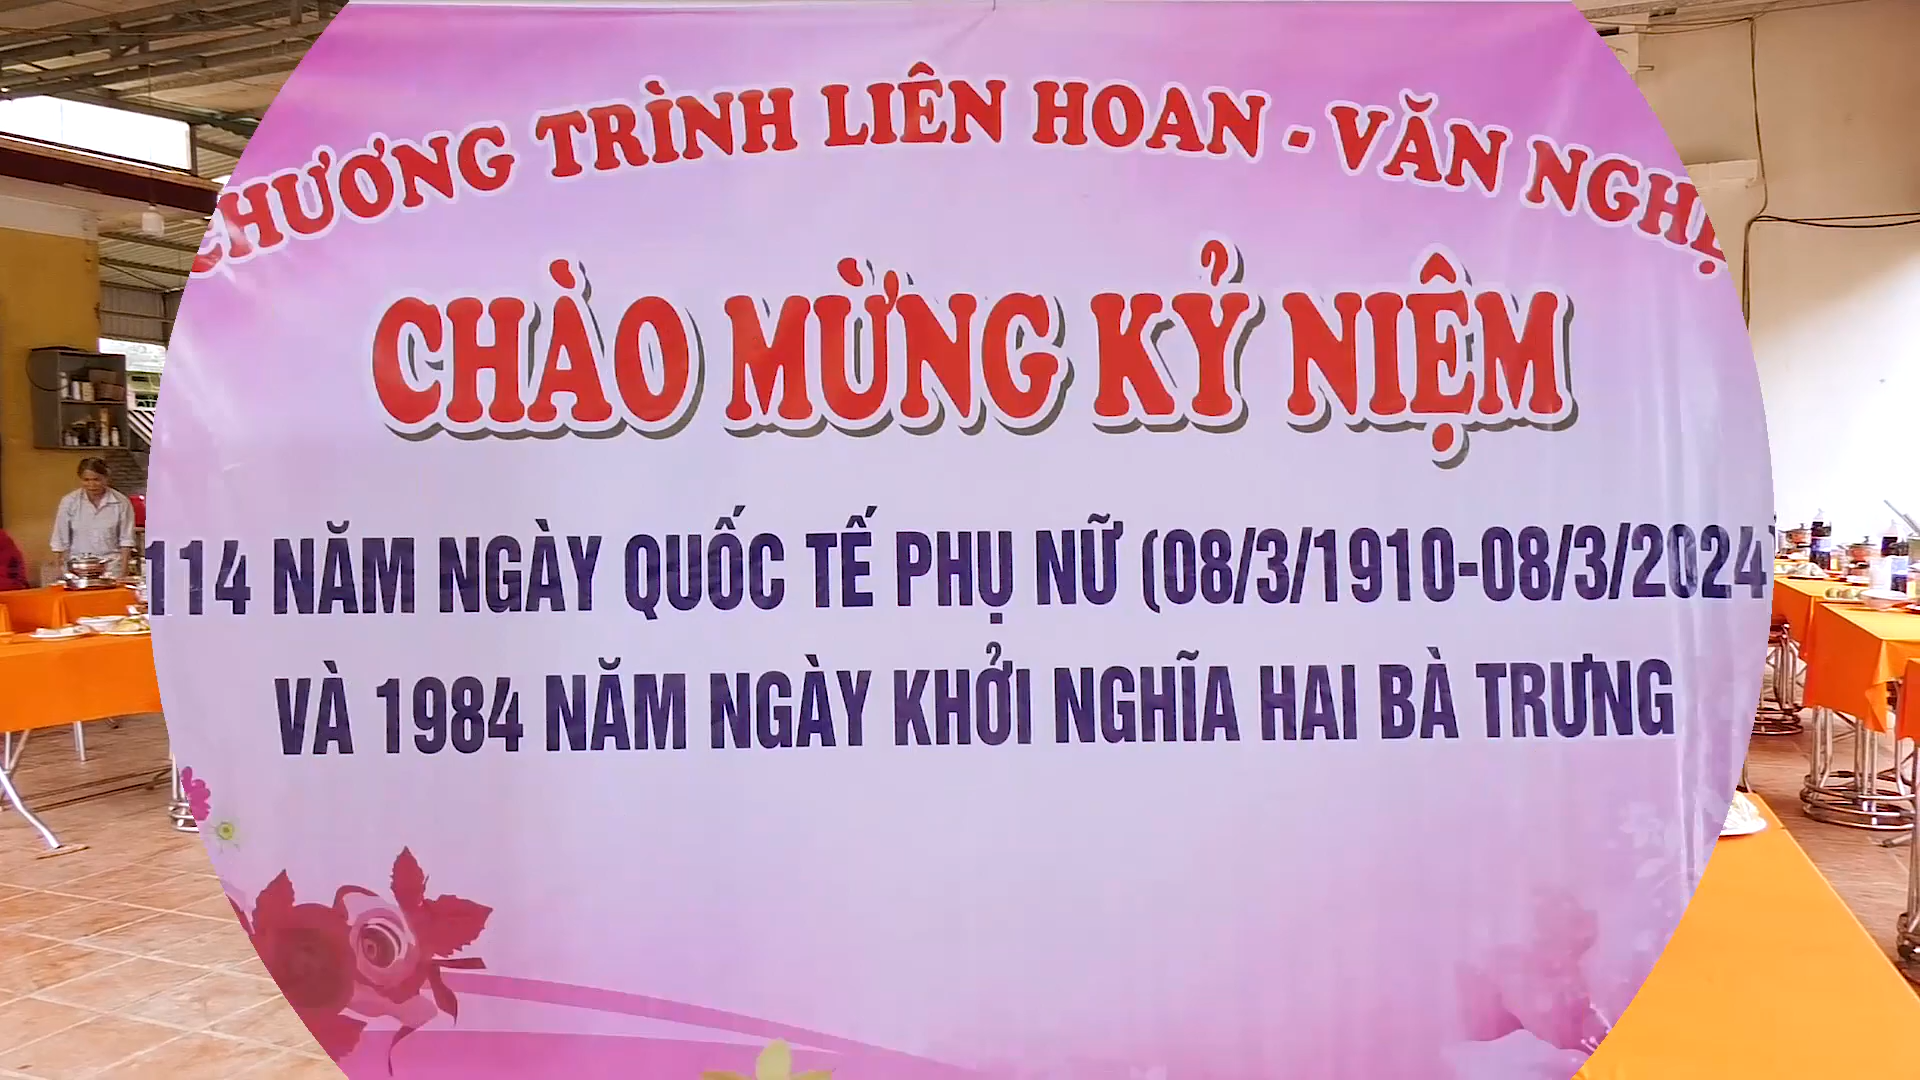 CHƯƠNG TRÌNH LIÊN HOAN - VĂN NGHỆ
CHÀO MỪNG KỶ NIỆM
114 NĂM NGÀY QUỐC TẾ PHỤ NỮ (08/3/1910-08/3/2024)
VÀ 1984 NĂM NGÀY KHỞI NGHĨA HAI BÀ TRƯNG